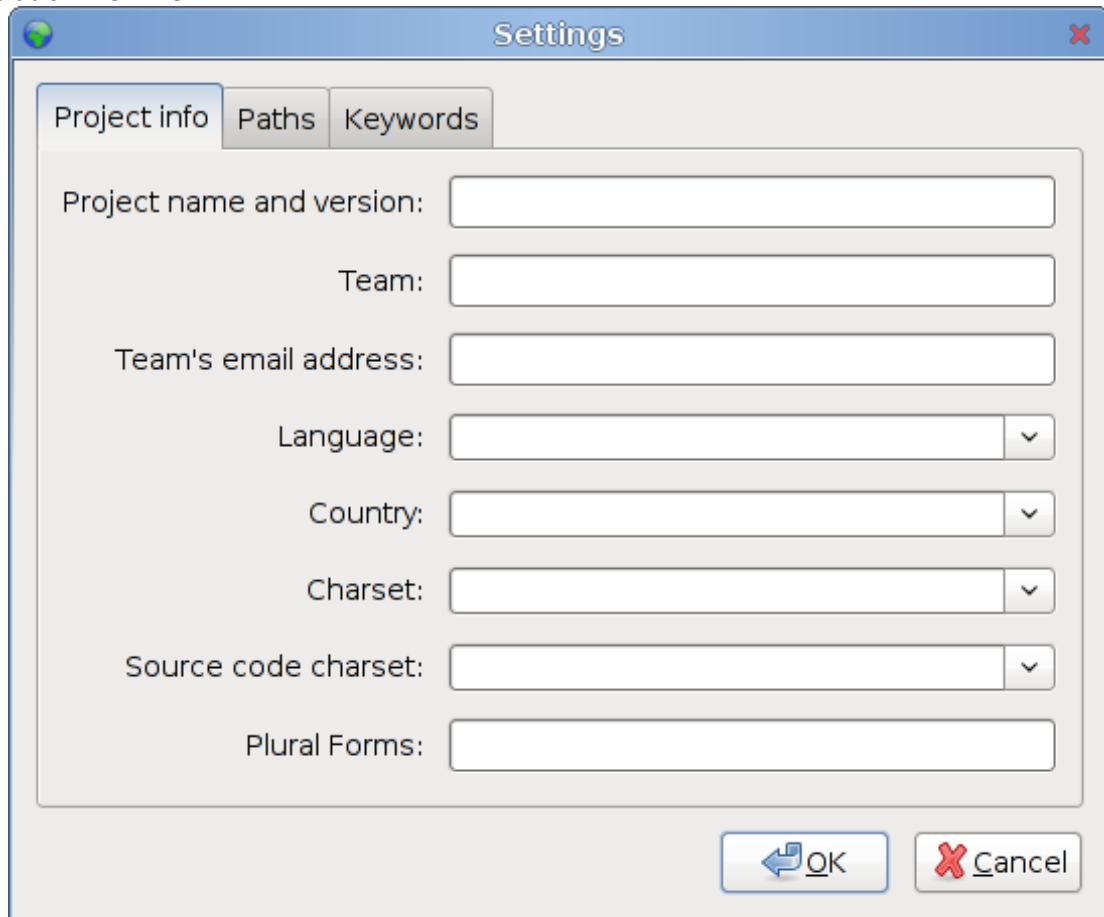 Settings
Project info Paths Keywords
Project name and version:
Team:
Team's email address:
Language:
Country:
Charset:
Source code charset:
Plural Forms:
OK Cancel